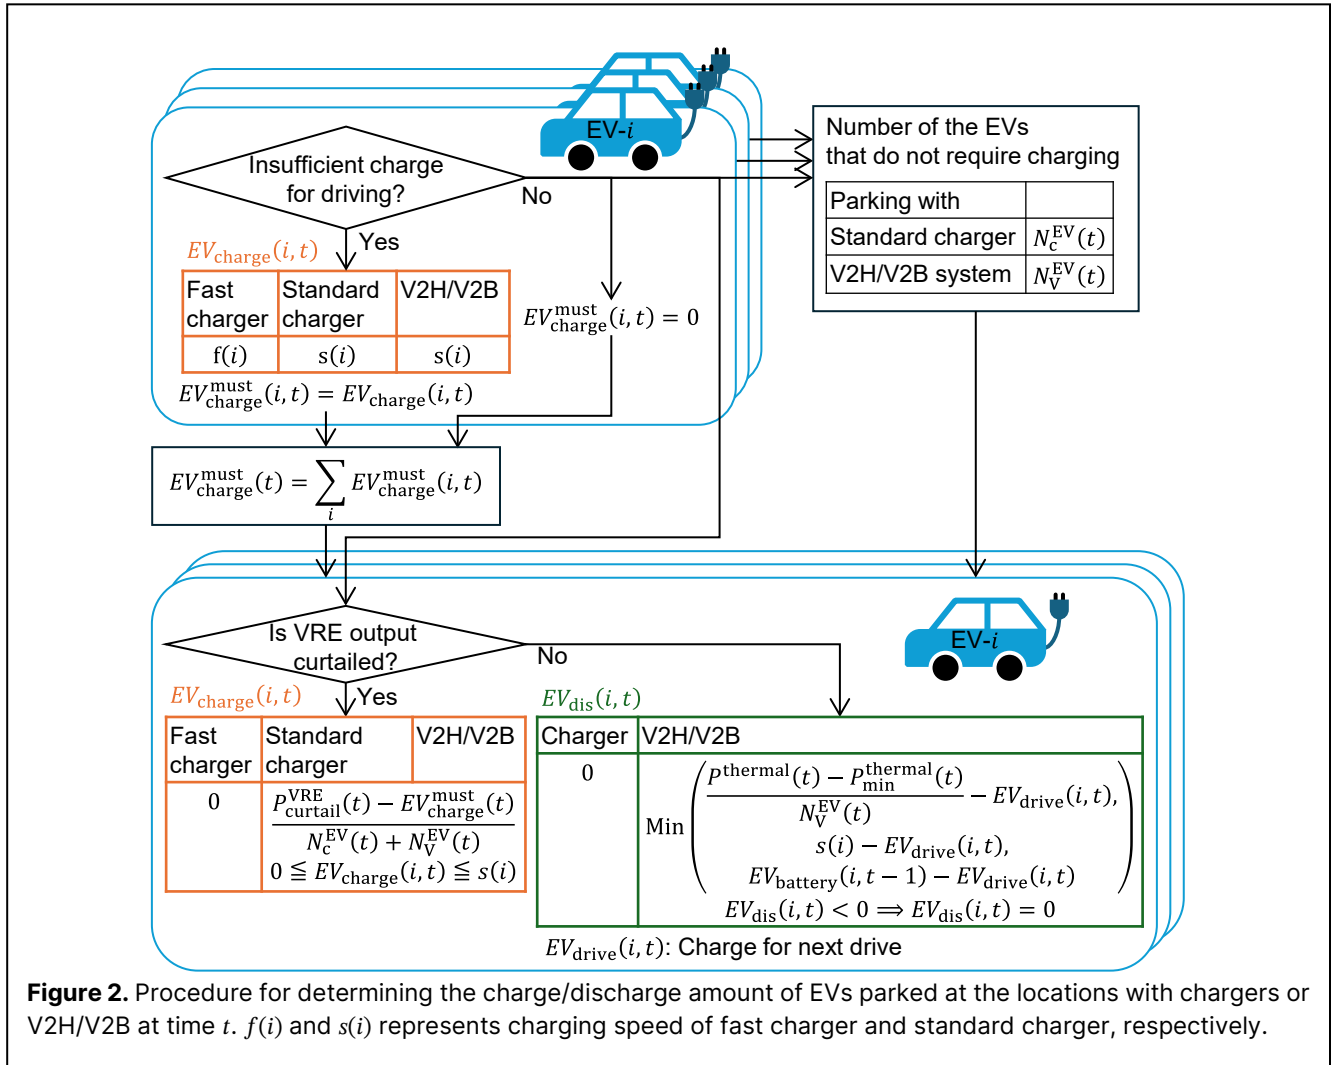 EV-i
Insufficient charge
for driving?
No
Yes
EV_charge(i, t)
Fast charger | Standard charger | V2H/V2B
f(i) | s(i) | s(i)
EV_charge^must(i, t) = EV_charge(i, t)
EV_charge^must(i, t) = 0
Number of the EVs
that do not require charging
Parking with
Standard charger | N_c^EV(t)
V2H/V2B system | N_V^EV(t)
EV_charge^must(t) = ∑_i EV_charge^must(i, t)
EV-i
Is VRE output
curtailed?
No
Yes
EV_charge(i, t)
Fast charger | Standard charger | V2H/V2B
0 | (P_curtail^VRE(t) − EV_charge^must(t)) / (N_c^EV(t) + N_V^EV(t))
0 ≦ EV_charge(i, t) ≦ s(i)
EV_dis(i, t)
Charger | V2H/V2B
0 | Min ( (P^thermal(t) − P_min^thermal(t)) / N_V^EV(t) − EV_drive(i, t),
s(i) − EV_drive(i, t),
EV_battery(i, t − 1) − EV_drive(i, t) )
EV_dis(i, t) < 0 ⟹ EV_dis(i, t) = 0
EV_drive(i, t): Charge for next drive
Figure 2. Procedure for determining the charge/discharge amount of EVs parked at the locations with chargers or
V2H/V2B at time t. f(i) and s(i) represents charging speed of fast charger and standard charger, respectively.